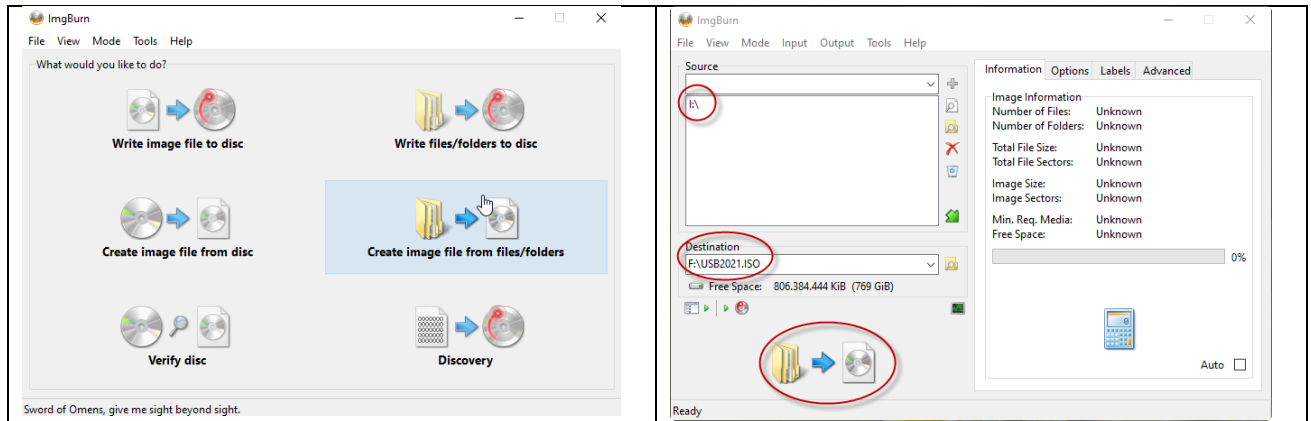 ImgBurn
File View Mode Tools Help
What would you like to do?
Write image file to disc
Write files/folders to disc
Create image file from disc
Create image file from files/folders
Verify disc
Discovery
Sword of Omens, give me sight beyond sight.
ImgBurn
File View Mode Input Output Tools Help
Source
I:\
Destination
F:\USB2021.ISO
Free Space: 806.384.444 KiB (769 GiB)
Ready
Information Options Labels Advanced
Image Information
Number of Files: Unknown
Number of Folders: Unknown
Total File Size: Unknown
Total File Sectors: Unknown
Image Size: Unknown
Image Sectors: Unknown
Min. Req. Media: Unknown
Free Space: Unknown
0%
Auto